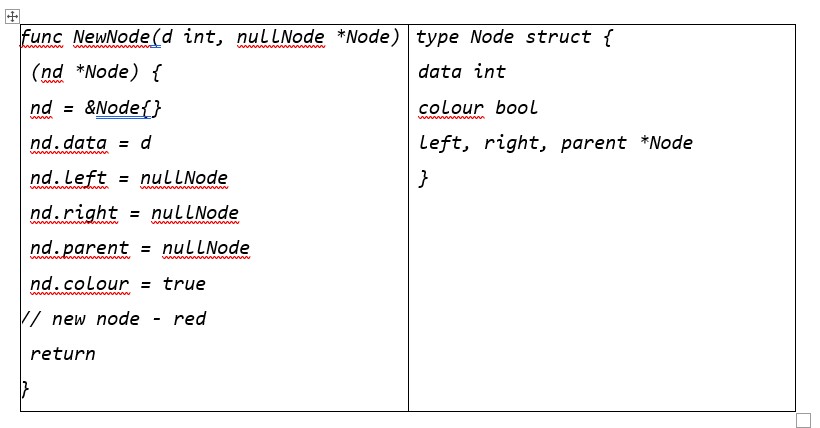 func NewNode(d int, nullNode *Node)
(nd *Node) {
nd = &Node{}
nd.data = d
nd.left = nullNode
nd.right = nullNode
nd.parent = nullNode
nd.colour = true
// new node - red
return
}
type Node struct {
data int
colour bool
left, right, parent *Node
}